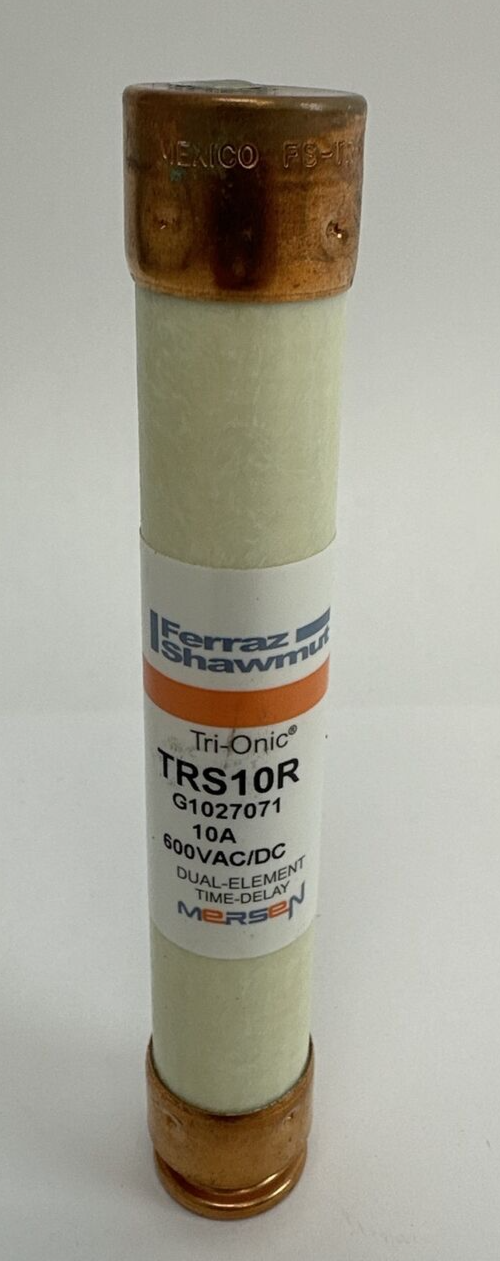 MEXICO
Ferraz
Shawmut
Tri-Onic®
TRS10R
G1027071
10A
600VAC/DC
DUAL-ELEMENT
TIME-DELAY
MERSEN